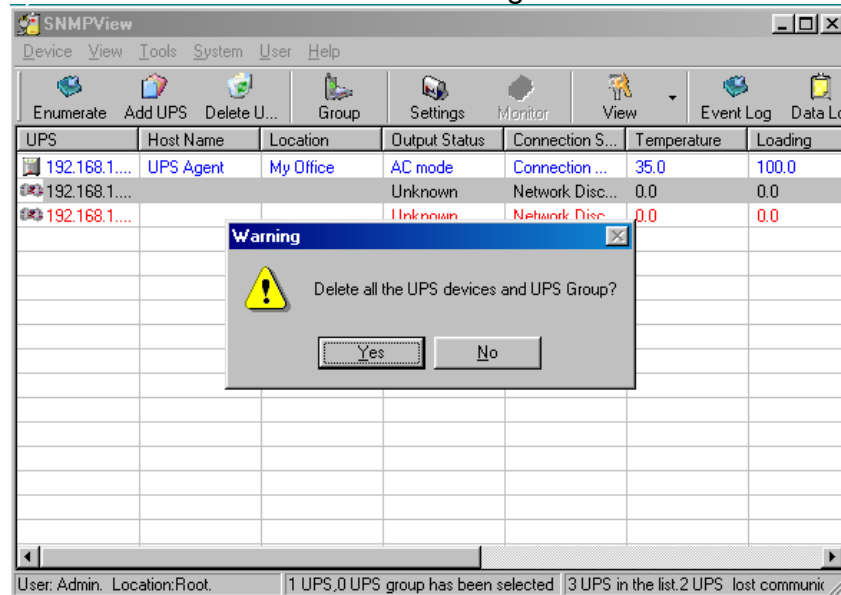 SNMPView
Device View Tools System User Help
Enumerate Add UPS Delete U... Group Settings Monitor View Event Log Data Lo
UPS Host Name Location Output Status Connection S... Temperature Loading
192.168.1.... UPS Agent My Office AC mode Connection ... 35.0 100.0
192.168.1.... Unknown Network Disc... 0.0 0.0
192.168.1.... Unknown Network Disc... 0.0 0.0
Warning
Delete all the UPS devices and UPS Group?
Yes No
User: Admin. Location:Root. 1 UPS,0 UPS group has been selected 3 UPS in the list.2 UPS lost communic